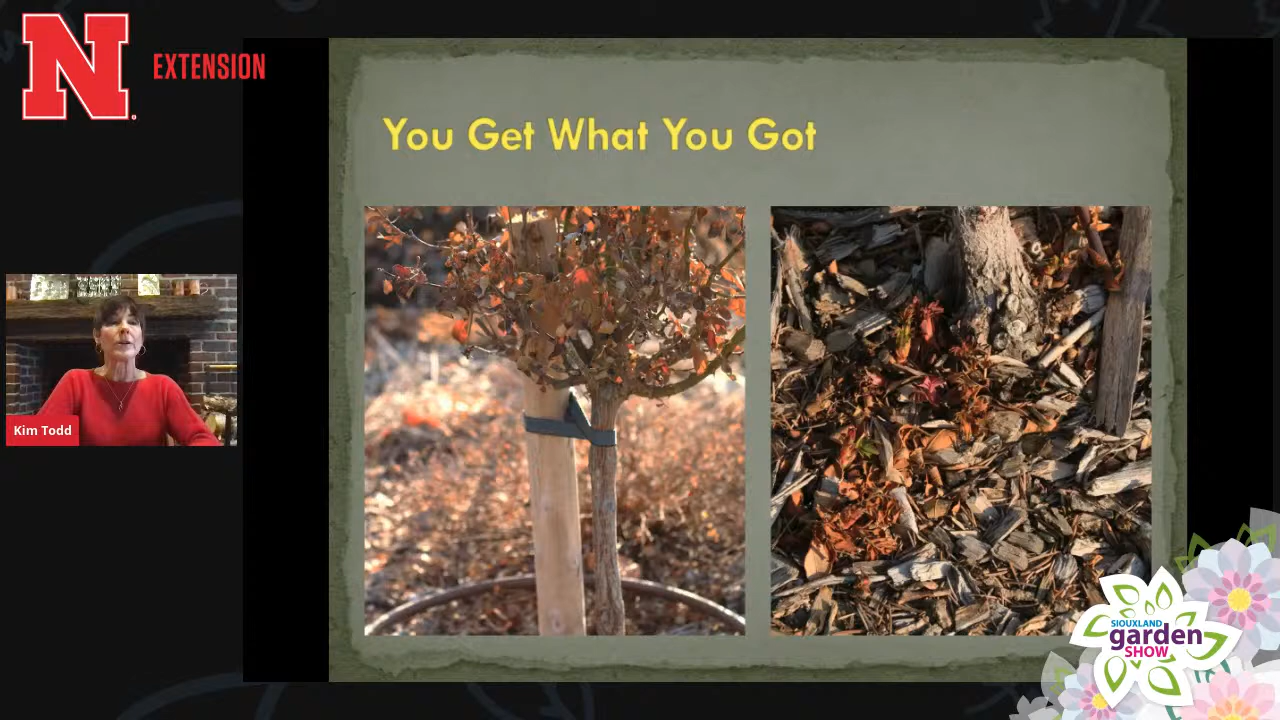 N
EXTENSION
You Get What You Got
Kim Todd
SIOUXLAND
garden
SHOW